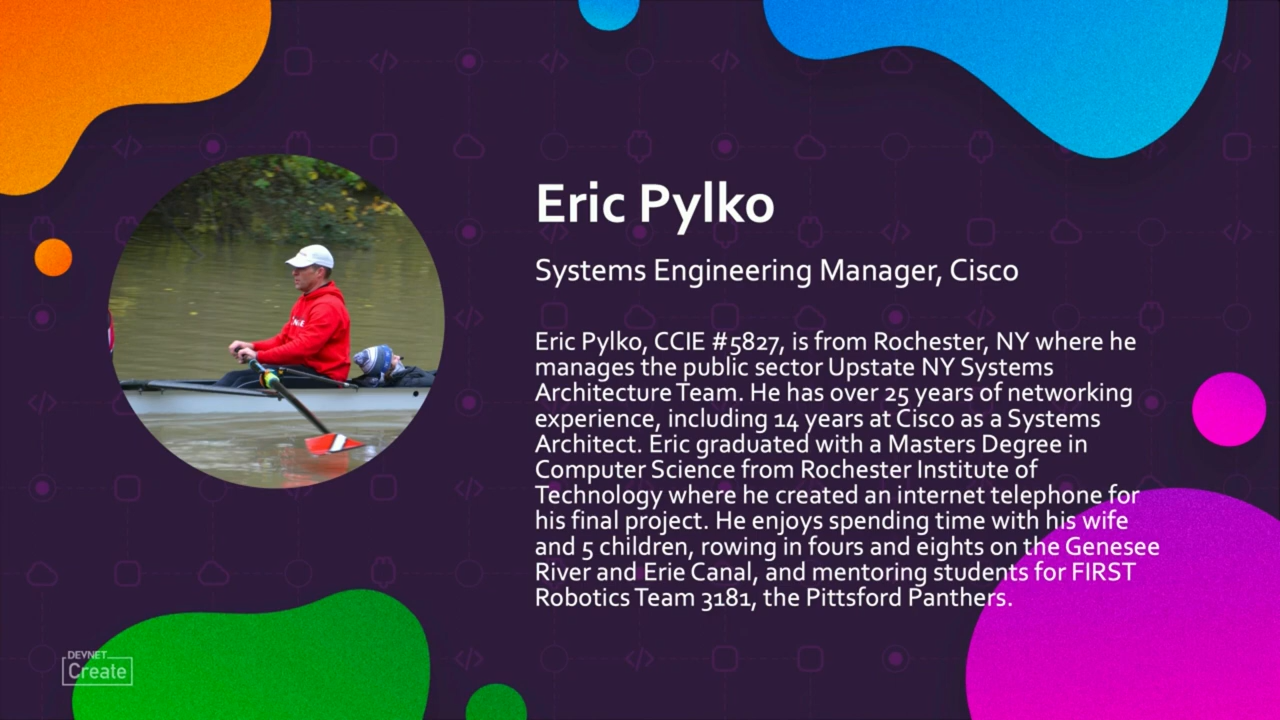 Eric Pylko
Systems Engineering Manager, Cisco
Eric Pylko, CCIE #5827, is from Rochester, NY where he
manages the public sector Upstate NY Systems
Architecture Team. He has over 25 years of networking
experience, including 14 years at Cisco as a Systems
Architect. Eric graduated with a Masters Degree in
Computer Science from Rochester Institute of
Technology where he created an internet telephone for
his final project. He enjoys spending time with his wife
and 5 children, rowing in fours and eights on the Genesee
River and Erie Canal, and mentoring students for FIRST
Robotics Team 3181, the Pittsford Panthers.
DEVNET
Create